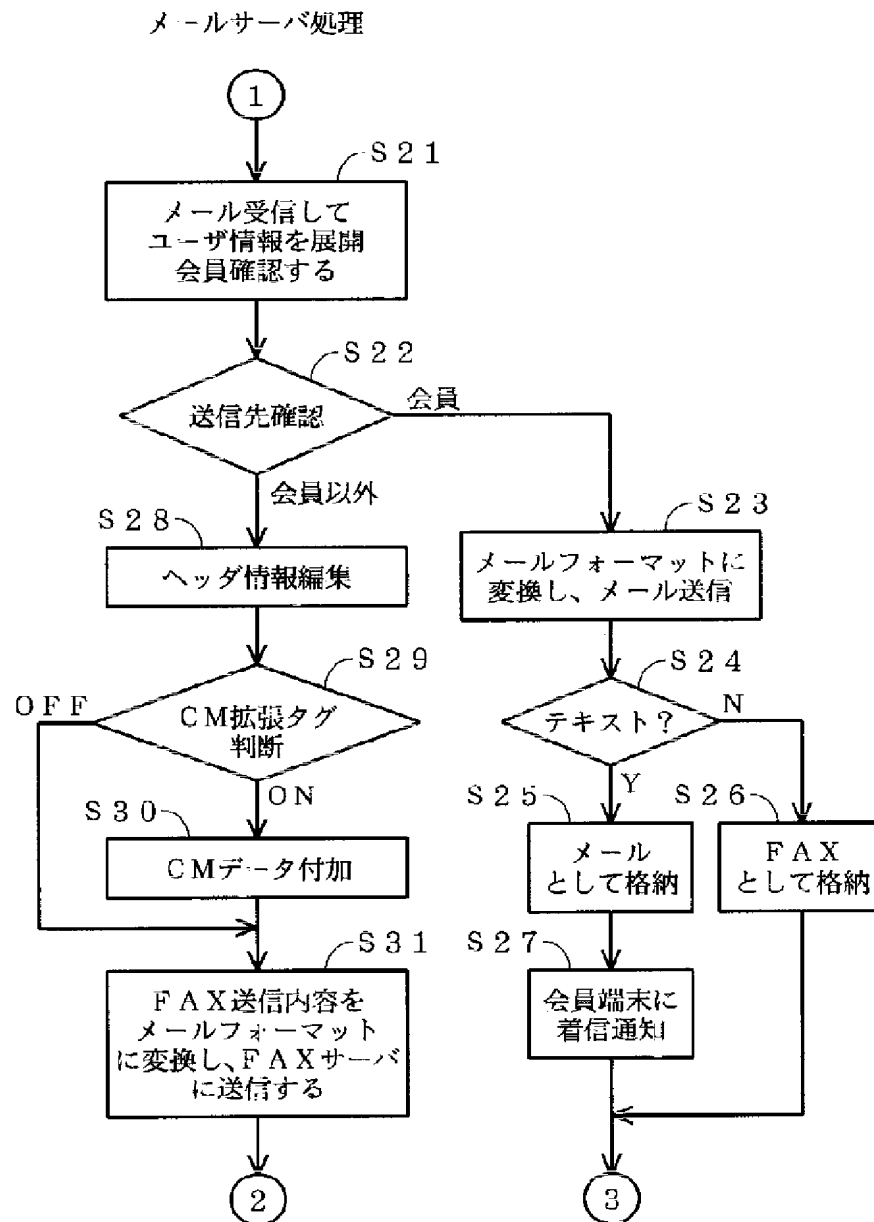 メールサーバ処理
1
S21
メール受信して
ユーザ情報を展開
会員確認する
S22
送信先確認
会員
会員以外
S28
ヘッダ情報編集
S23
メールフォーマットに
変換し、メール送信
S29
CM拡張タグ
判断
OFF
ON
S24
テキスト?
N
Y
S30
CMデータ付加
S25
メール
として格納
S26
FAX
として格納
S31
FAX送信内容を
メールフォーマット
に変換し、FAXサーバ
に送信する
S27
会員端末に
着信通知
2
3